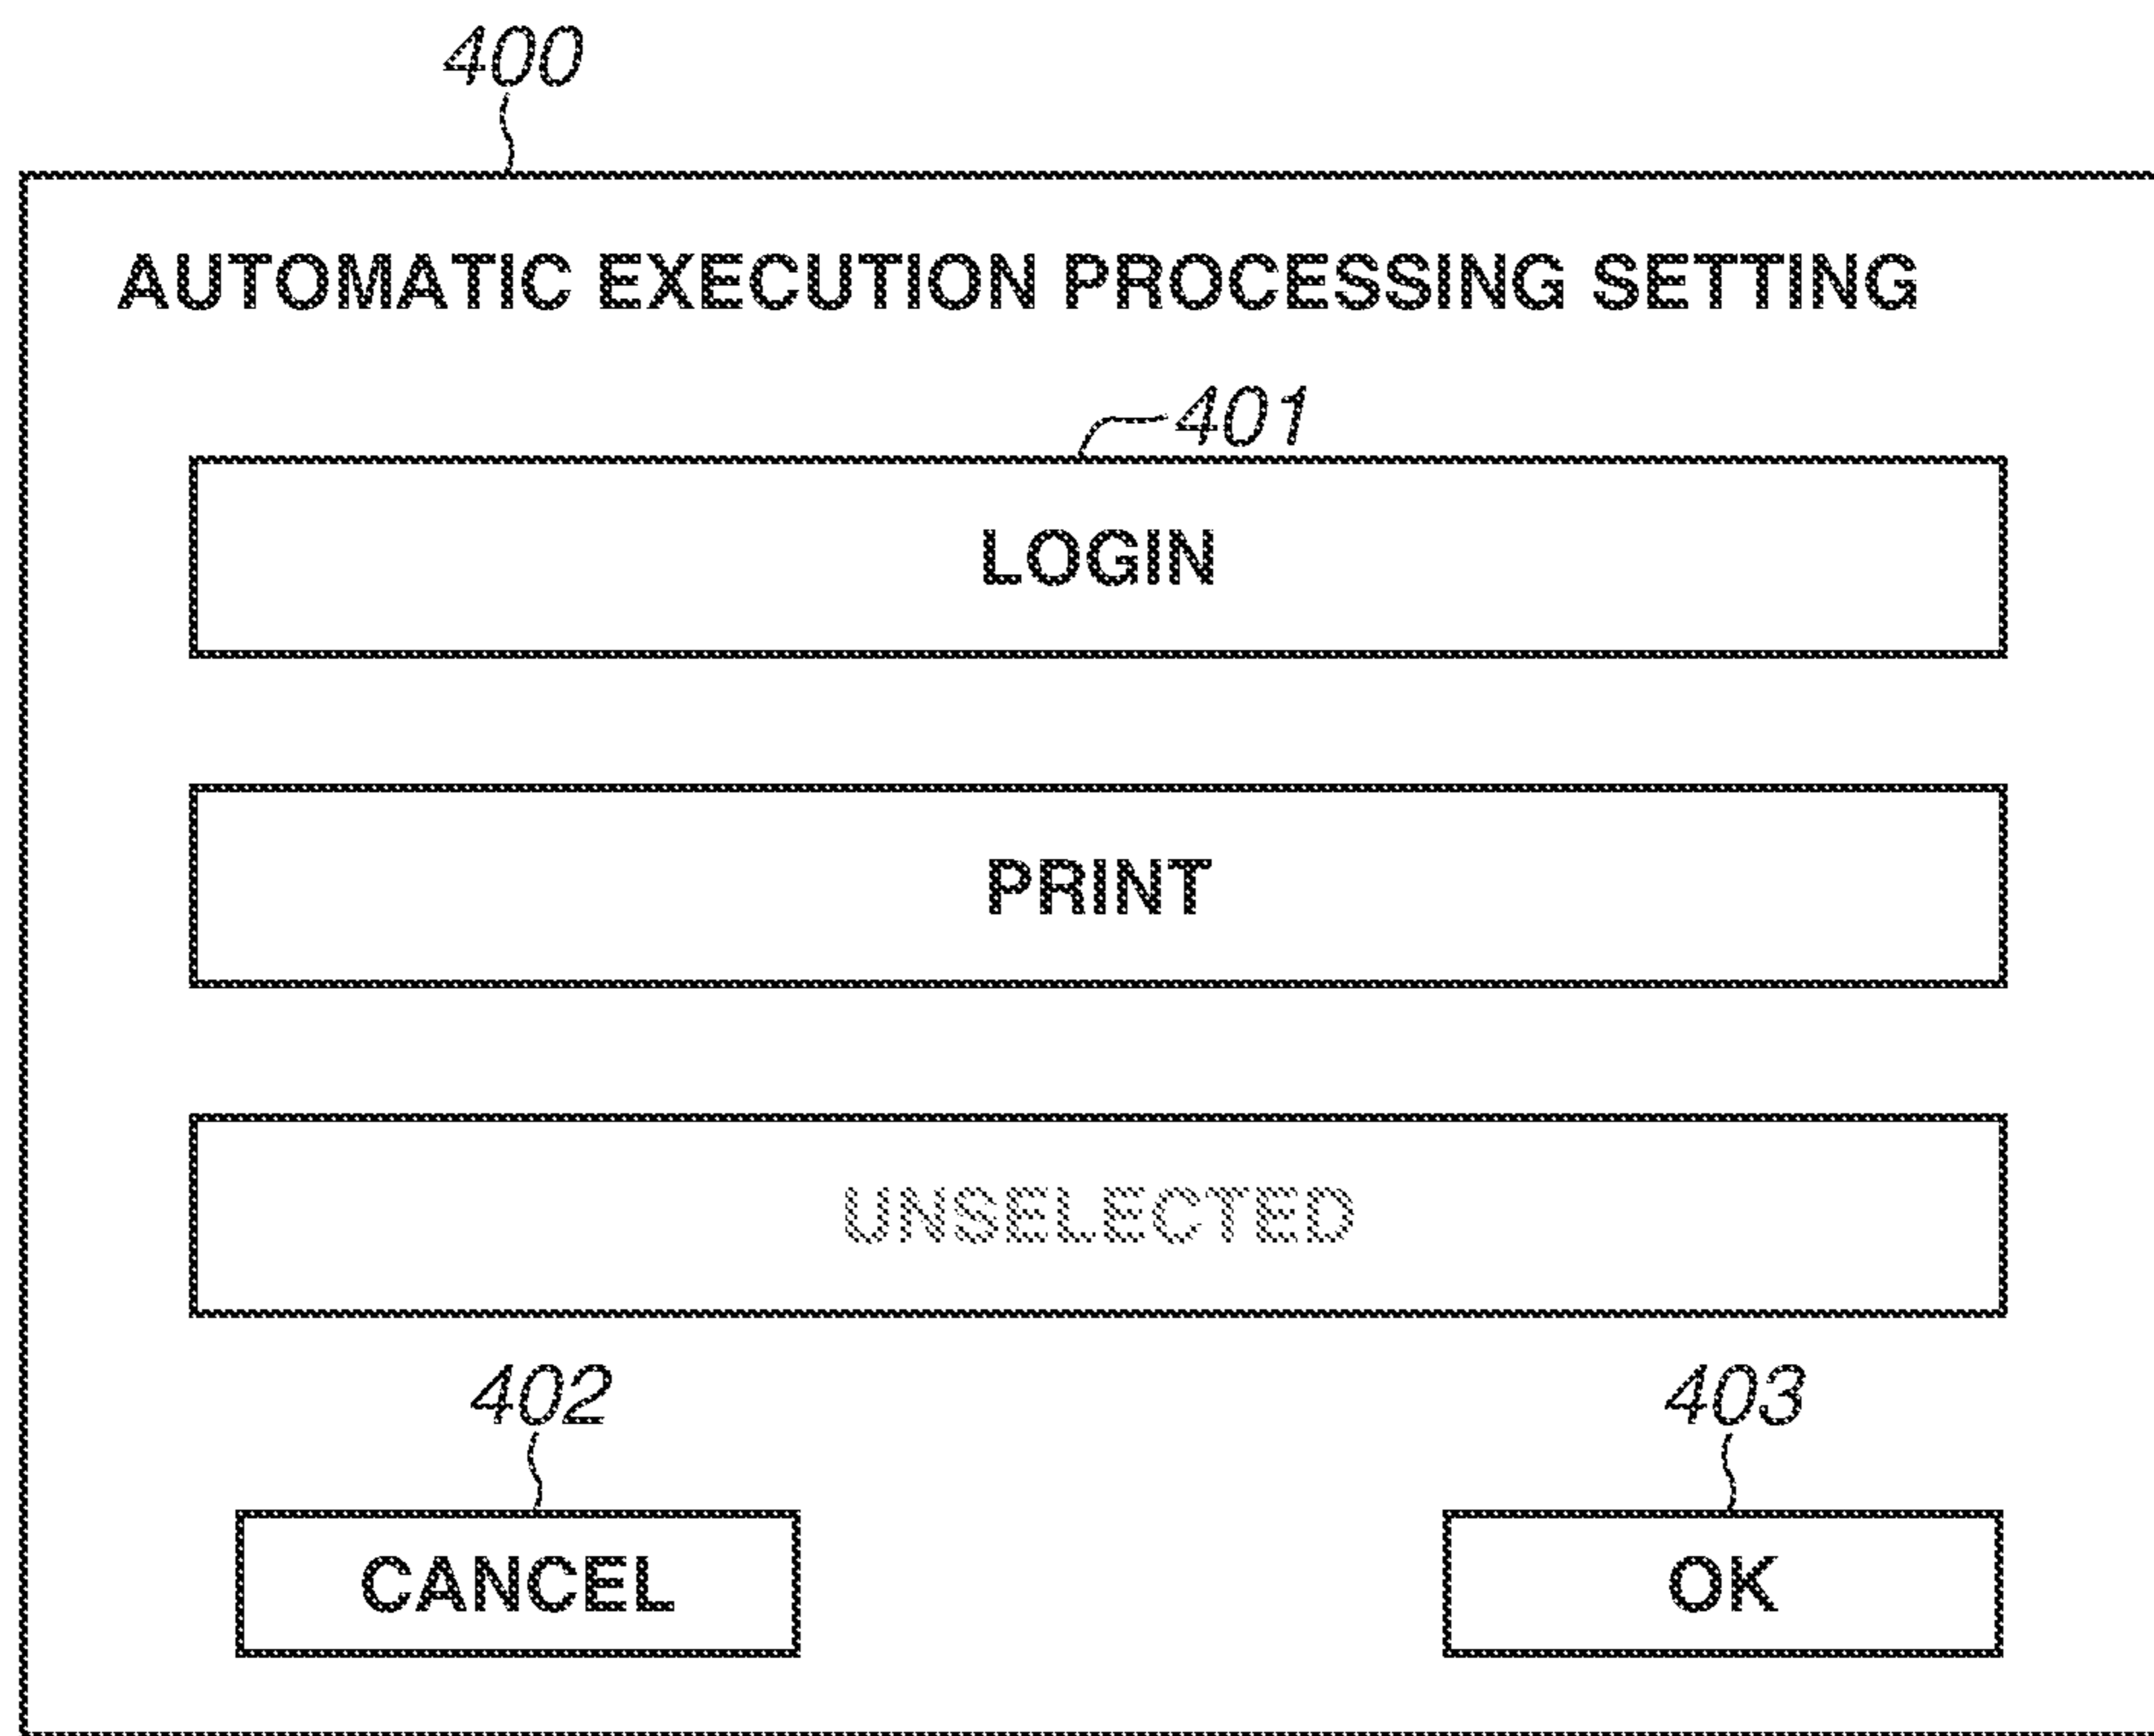 400
AUTOMATIC EXECUTION PROCESSING SETTING
401
LOGIN
PRINT
UNSELECTED
402 403
CANCEL OK